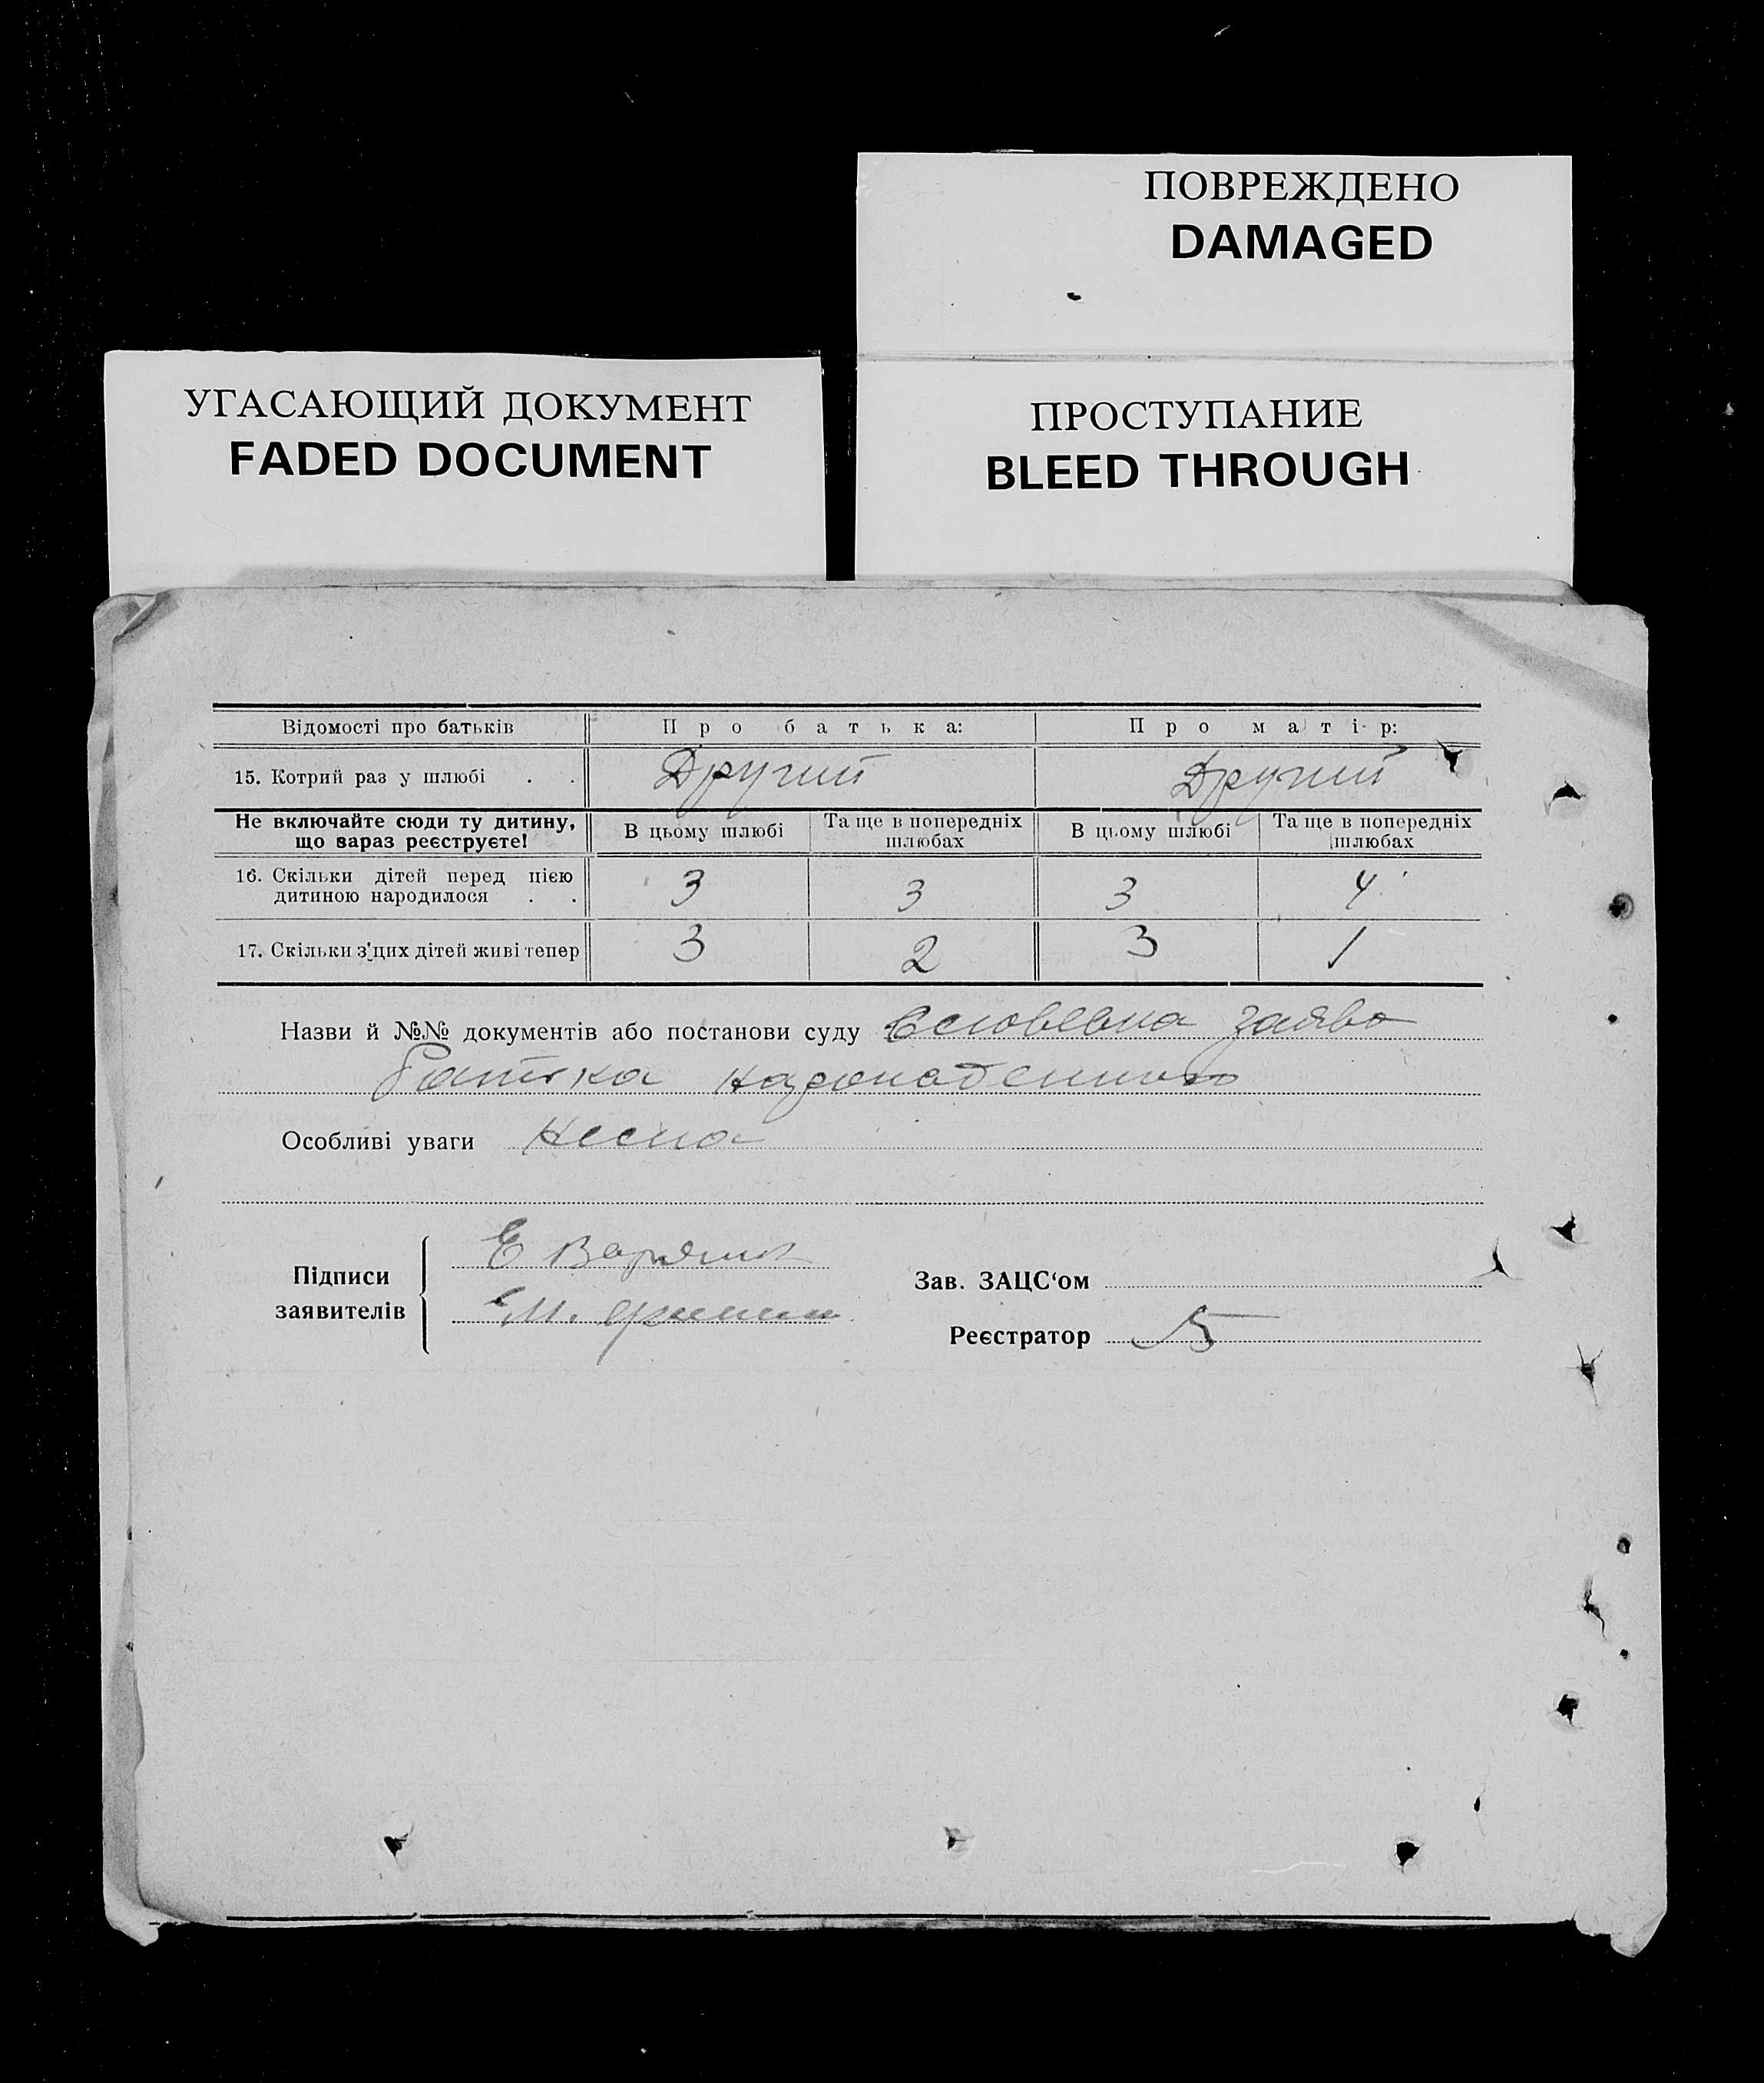 ПОВРЕЖДЕНО
DAMAGED
УГАСАЮЩИЙ ДОКУМЕНТ
FADED DOCUMENT
ПРОСТУПАНИЕ
BLEED THROUGH
Відомості про батьків Про батька: Про матір:
15. Котрий раз у шлюбі . . Другий Другий
Не включайте сюди ту дитину, що зараз реєструєте! В цьому шлюбі Та ще в попередніх шлюбах В цьому шлюбі Та ще в попередніх шлюбах
16. Скільки дітей перед цією дитиною народилося . . 3 3 3 4
17. Скільки з'цих дітей живі тепер 3 2 3 1
Назви й №№ документів або постанови суду заява
батька
Особливі уваги Неома
Підписи заявителів
Е
Зав. ЗАЦС‘ом
Реєстратор